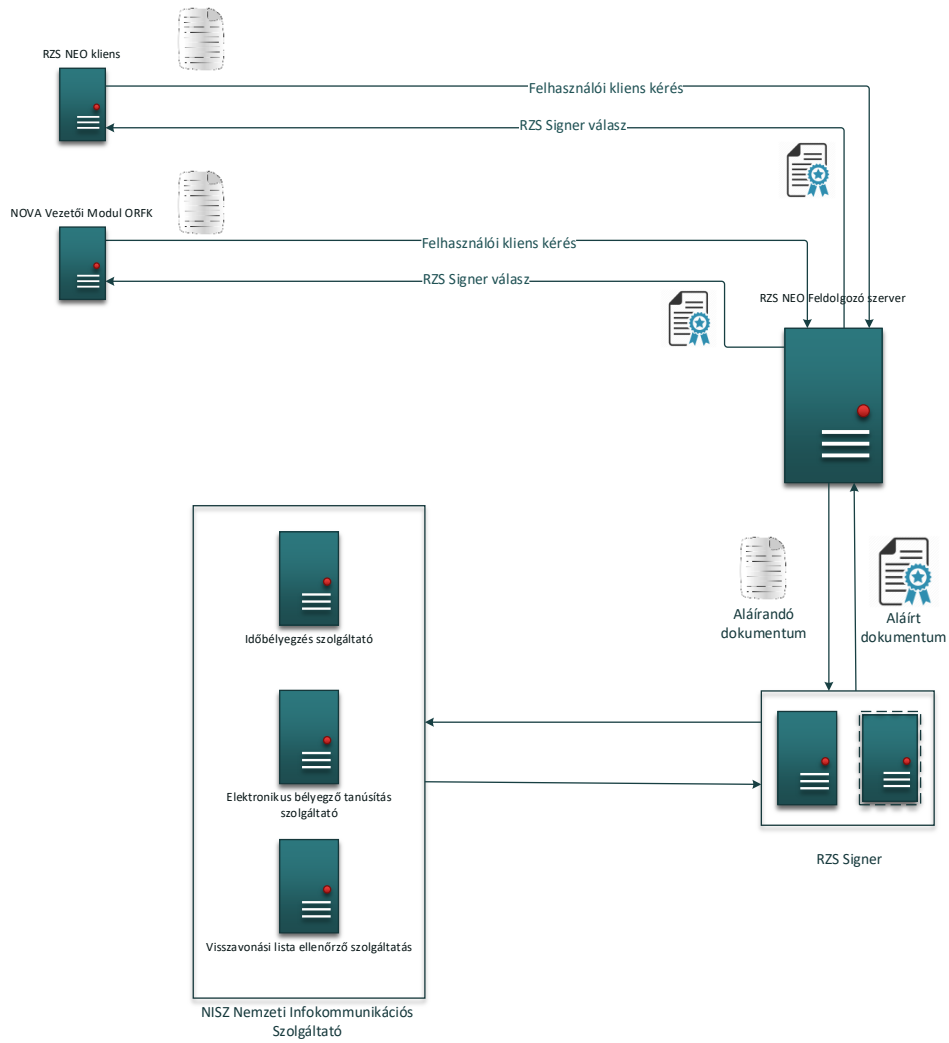 RZS NEO kliens
Felhasználói kliens kérés
RZS Signer válasz
NOVA Vezetői Modul ORFK
Felhasználói kliens kérés
RZS Signer válasz
RZS NEO Feldolgozó szerver
Aláírandó
dokumentum
Aláírt
dokumentum
Időbélyegzés szolgáltató
Elektronikus bélyegző tanúsítás
szolgáltató
Visszavonási lista ellenőrző szolgáltatás
RZS Signer
NISZ Nemzeti Infokommunikációs
Szolgáltató